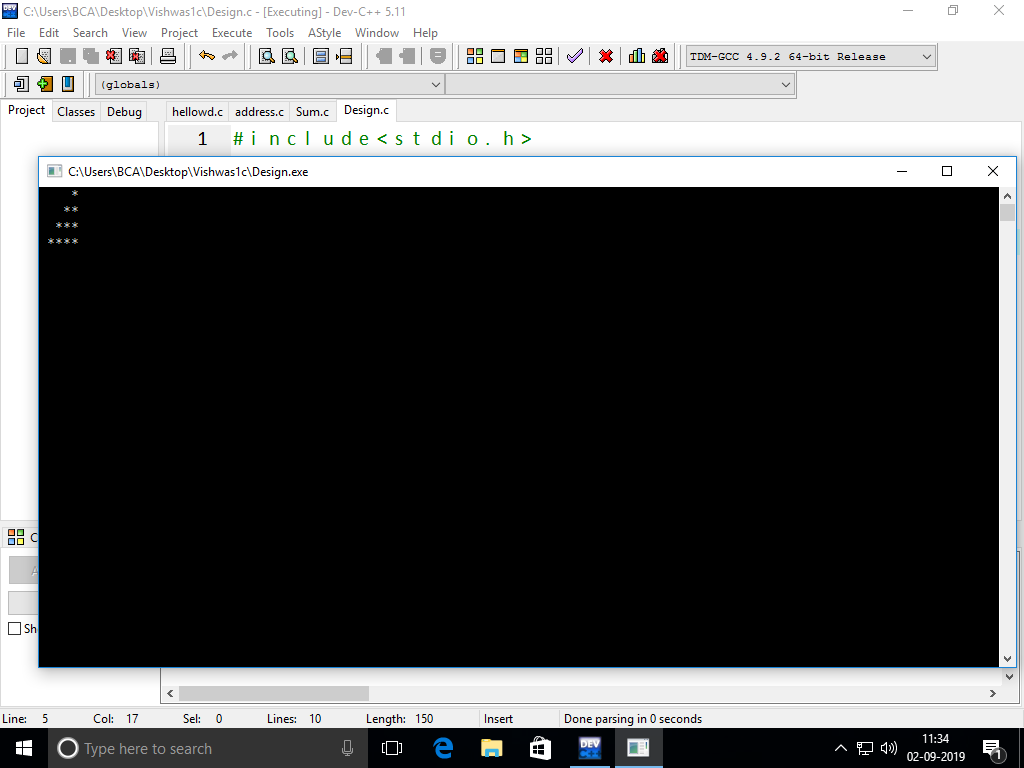 C:\Users\BCA\Desktop\Vishwas1c\Design.c - [Executing] - Dev-C++ 5.11
File Edit Search View Project Execute Tools AStyle Window Help
TDM-GCC 4.9.2 64-bit Release
(globals)
Project Classes Debug hellowd.c address.c Sum.c Design.c
1 #include<stdio.h>
C:\Users\BCA\Desktop\Vishwas1c\Design.exe
   *
  **
 ***
****
Line: 5 Col: 17 Sel: 0 Lines: 10 Length: 150 Insert Done parsing in 0 seconds
Type here to search
DEV
C++
11:34
02-09-2019
1